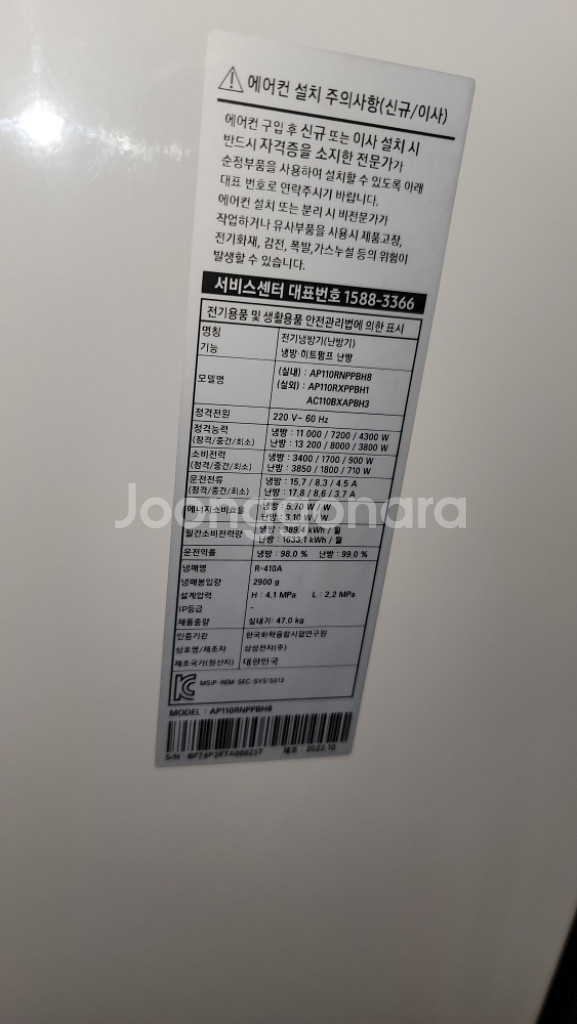 ⚠ 에어컨 설치 주의사항(신규/이사)
에어컨 구입 후 신규 또는 이사 설치 시
반드시 자격증을 소지한 전문가가
순정부품을 사용하여 설치할 수 있도록 아래
대표 번호로 연락주시기 바랍니다.
에어컨 설치 또는 분리 시 비전문가가
작업하거나 유사부품을 사용시 제품고장,
전기화재, 감전, 폭발,가스누설 등의 위험이
발생할 수 있습니다.
서비스센터 대표번호 1588-3366
전기용품 및 생활용품 안전관리법에 의한 표시
명칭 전기냉방기(난방기)
기능 냉방·히트펌프 난방
모델명 (실내) : AP110RNPPBH8
(실외) : AP110RXPPBH1
AC110BXAPBH3
정격전원 220 V~ 60 Hz
정격능력 냉방 : 11 000 / 7200 / 4300 W
(정격/중간/최소) 난방 : 13 200 / 8000 / 3800 W
소비전력 냉방 : 3400 / 1700 / 900 W
(정격/중간/최소) 난방 : 3850 / 1800 / 710 W
운전전류 냉방 : 15,7 / 8,3 / 4,5 A
(정격/중간/최소) 난방 : 17,8 / 8,6 / 3,7 A
에너지소비효율 냉방 : 5,70 W / W
난방 : 3,10 W / W
월간소비전력량 냉방 : 389,4 kWh / 월
난방 : 1633,1 kWh / 월
운전역률 냉방 : 98,0 % 난방 : 99,0 %
냉매명 R-410A
냉매봉입량 2900 g
설계압력 H : 4,1 MPa L : 2,2 MPa
IP등급 -
제품중량 실내기: 47,0 kg
인증기관 한국화학융합시험연구원
상호명/제조자 삼성전자(주)
제조국가(원산지) 대한민국
MSIP-REM-SEC-SYS15013
MODEL : AP110RNPPBH8
S/N 제조 : 2022.10
Joongonara